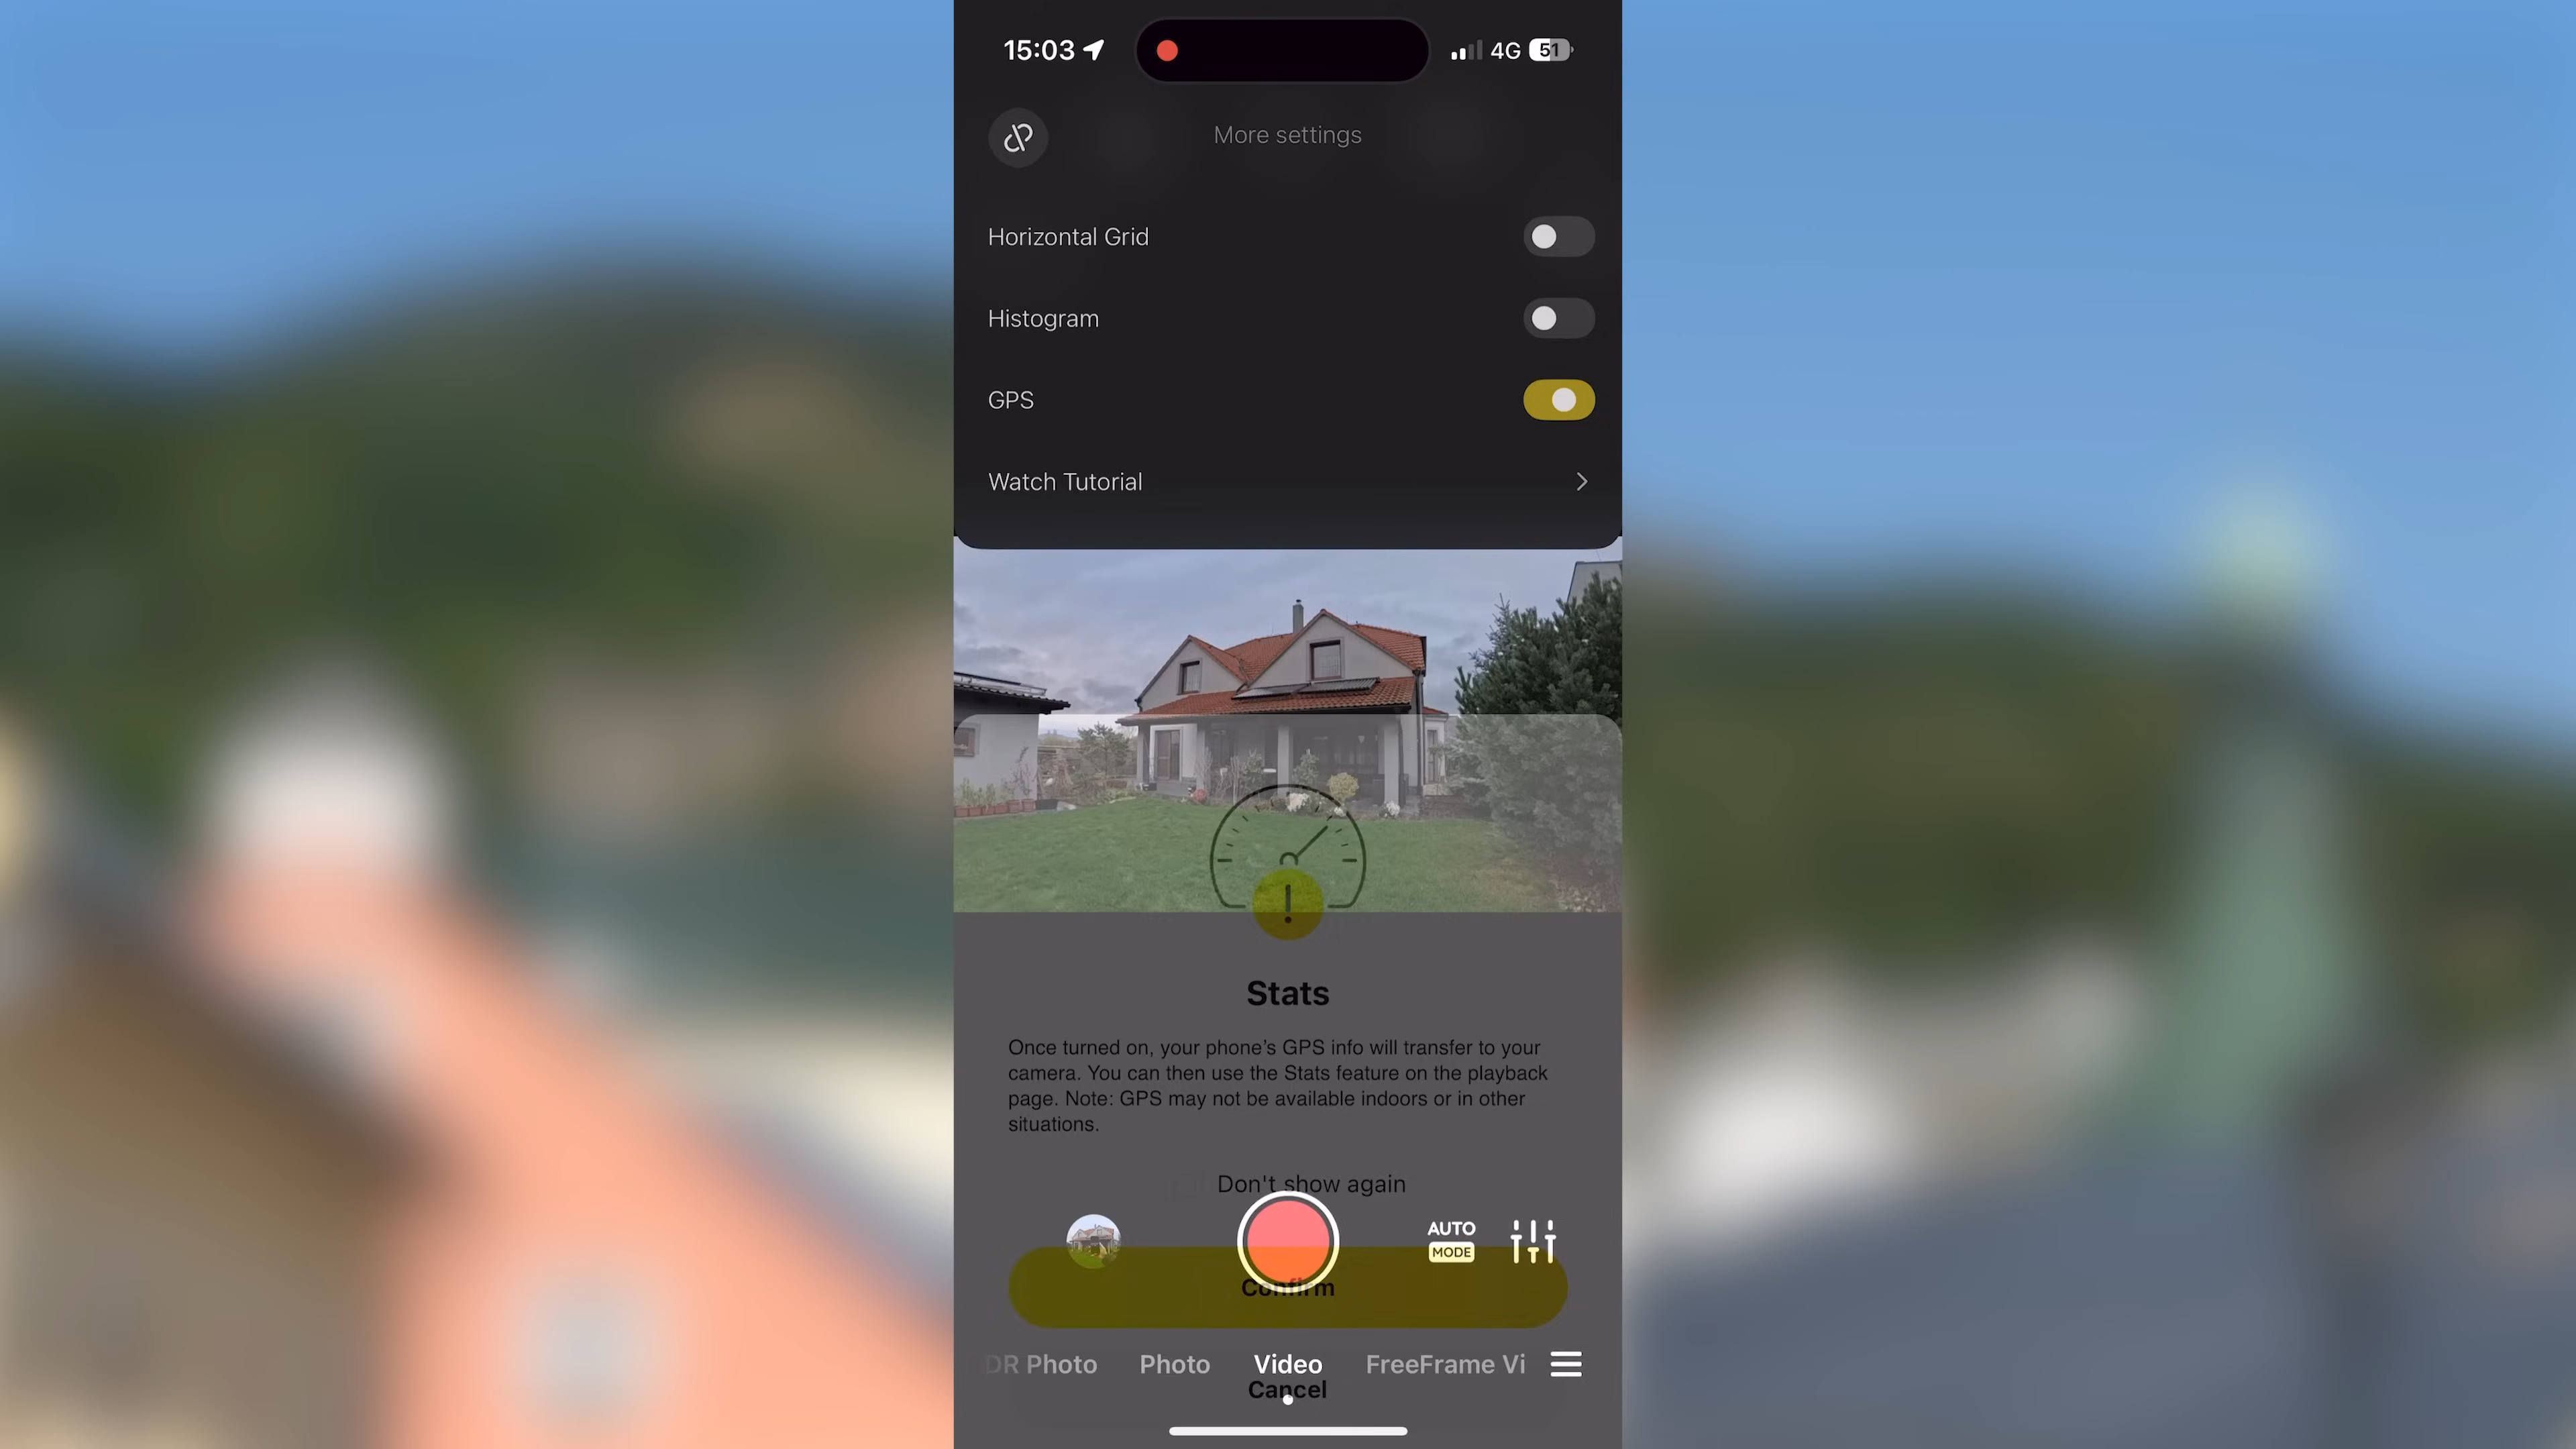 15:03
4G 51
More settings
Horizontal Grid
Histogram
GPS
Watch Tutorial
Stats
Once turned on, your phone's GPS info will transfer to your
camera. You can then use the Stats feature on the playback
page. Note: GPS may not be available indoors or in other
situations.
Don't show again
AUTO
MODE
Confirm
DR Photo Photo Video FreeFrame Vi
Cancel